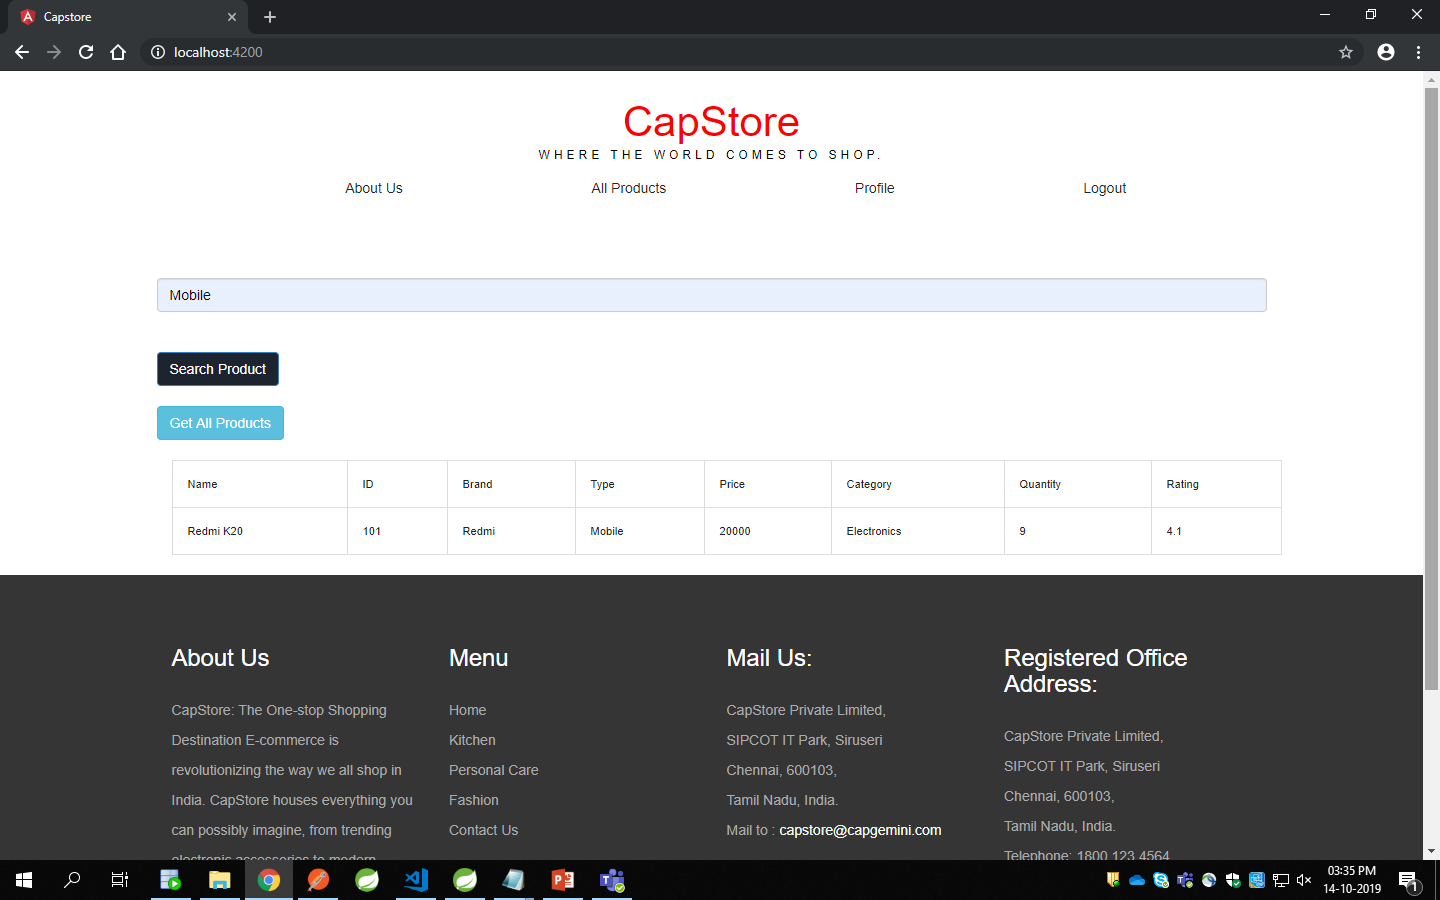 Capstore
localhost:4200
CapStore
WHERE THE WORLD COMES TO SHOP.
About Us
All Products
Profile
Logout
Mobile
Search Product
Get All Products
Name ID Brand Type Price Category Quantity Rating
Redmi K20 101 Redmi Mobile 20000 Electronics 9 4.1
About Us
CapStore: The One-stop Shopping
Destination E-commerce is
revolutionizing the way we all shop in
India. CapStore houses everything you
can possibly imagine, from trending
electronic accessories to modern
Menu
Home
Kitchen
Personal Care
Fashion
Contact Us
Mail Us:
CapStore Private Limited,
SIPCOT IT Park, Siruseri
Chennai, 600103,
Tamil Nadu, India.
Mail to : capstore@capgemini.com
Registered Office
Address:
CapStore Private Limited,
SIPCOT IT Park, Siruseri
Chennai, 600103,
Tamil Nadu, India.
Telephone: 1800 123 4564
03:35 PM
14-10-2019
1